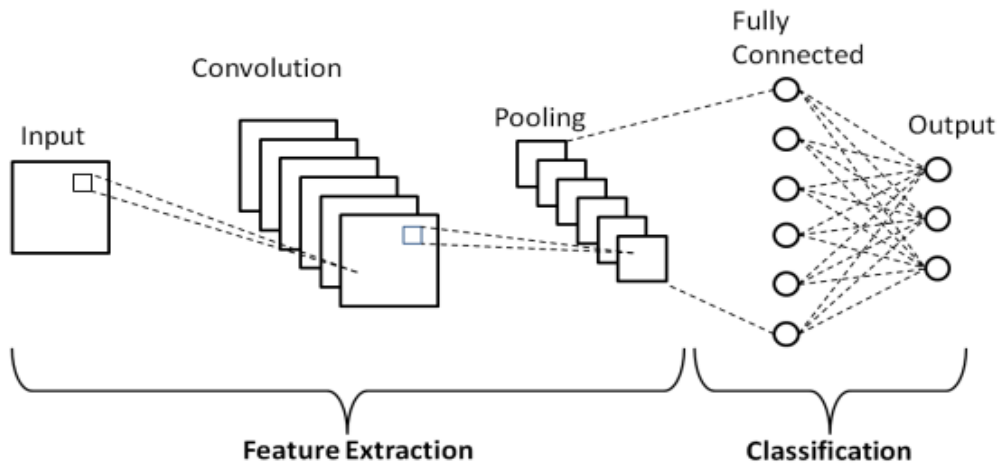 Input
Convolution
Pooling
Fully
Connected
Output
Feature Extraction
Classification